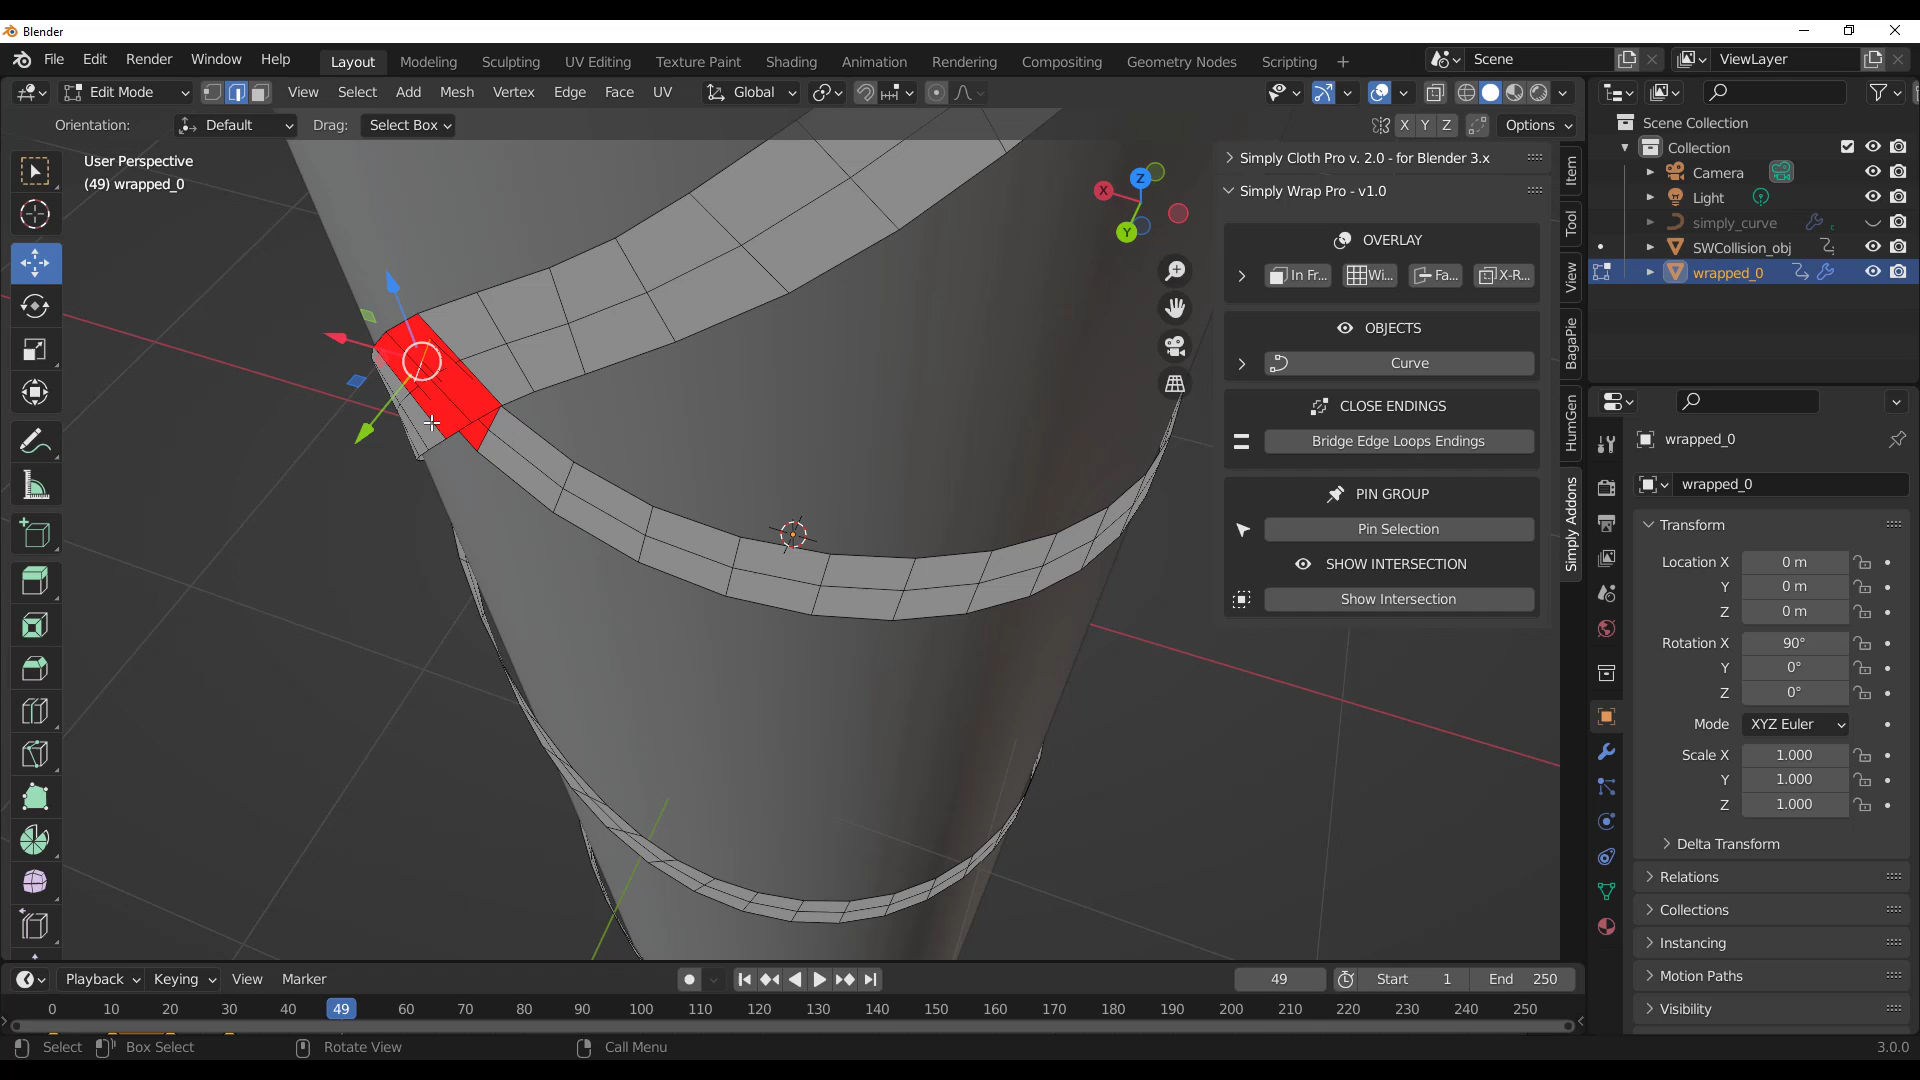 Blender
File Edit Render Window Help Layout Modeling Sculpting UV Editing Texture Paint Shading Animation Rendering Compositing Geometry Nodes Scripting + Scene ViewLayer
Edit Mode View Select Add Mesh Vertex Edge Face UV Global
Orientation: Default Drag: Select Box X Y Z Options
User Perspective
(49) wrapped_0
X Y Z
Simply Cloth Pro v. 2.0 - for Blender 3.x
Simply Wrap Pro - v1.0
OVERLAY
In Fr... Wi... Fa... X-R...
OBJECTS
Curve
CLOSE ENDINGS
Bridge Edge Loops Endings
PIN GROUP
Pin Selection
SHOW INTERSECTION
Show Intersection
Item
Tool
View
BagaPie
HumGen
Simply Addons
Scene Collection
Collection
Camera
Light
simply_curve
SWCollision_obj
wrapped_0
wrapped_0
wrapped_0
Transform
Location X 0 m
Y 0 m
Z 0 m
Rotation X 90°
Y 0°
Z 0°
Mode XYZ Euler
Scale X 1.000
Y 1.000
Z 1.000
Delta Transform
Relations
Collections
Instancing
Motion Paths
Visibility
Playback Keying View Marker 49 Start 1 End 250
0 10 20 30 40 49 60 70 80 90 100 110 120 130 140 150 160 170 180 190 200 210 220 230 240 250
Select Box Select Rotate View Call Menu 3.0.0